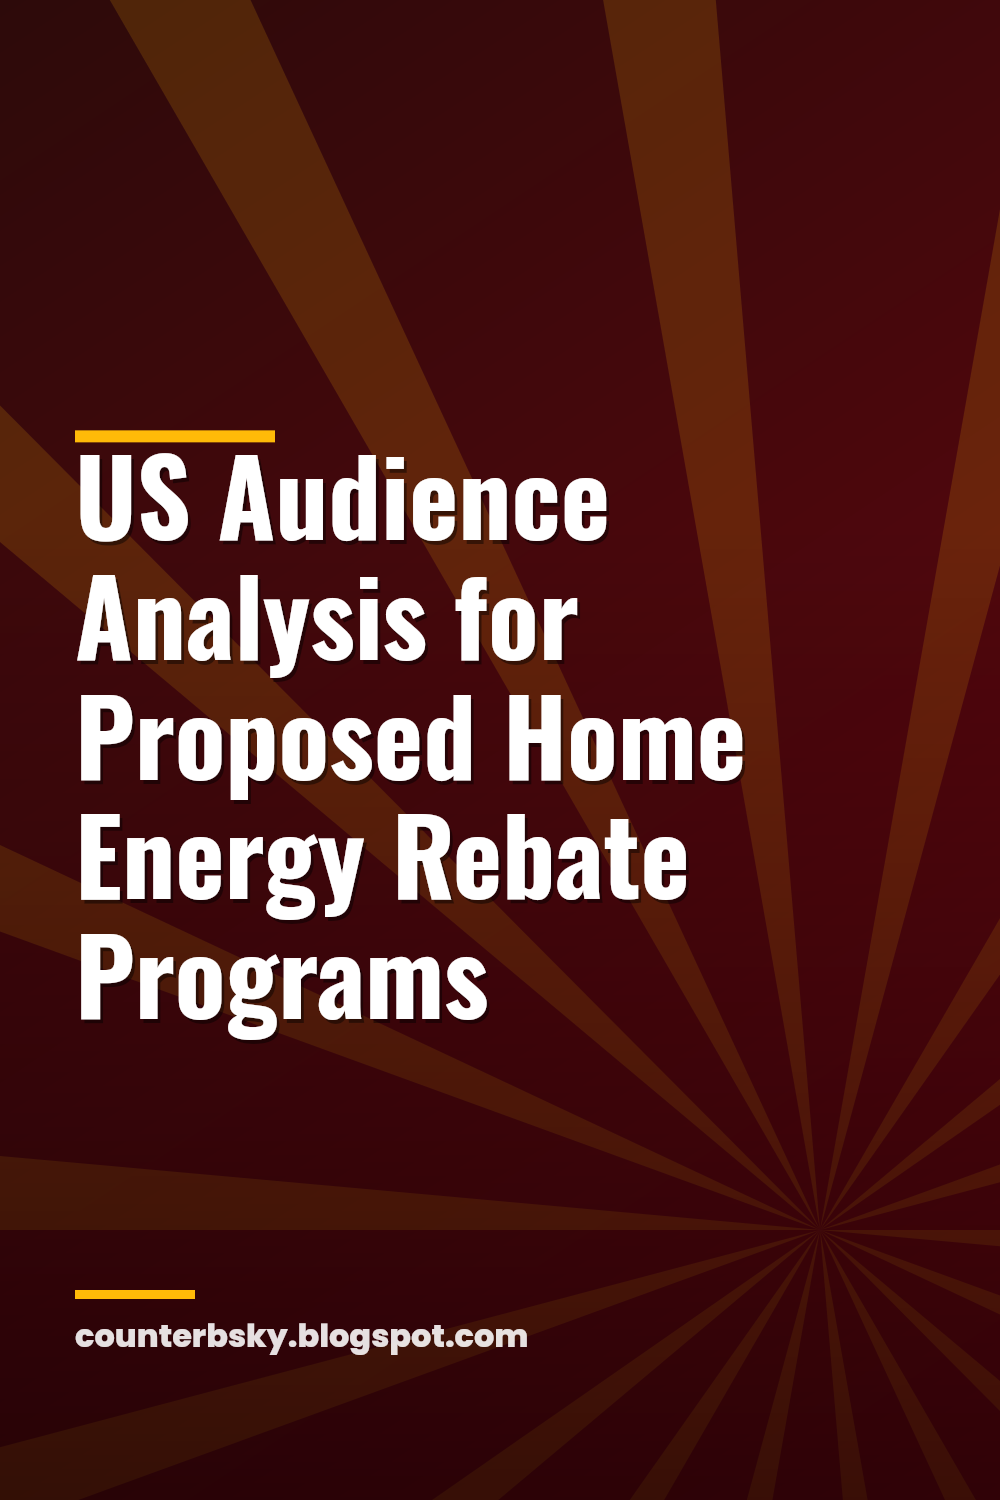 US Audience
Analysis for
Proposed Home
Energy Rebate
Programs
counterbsky.blogspot.com